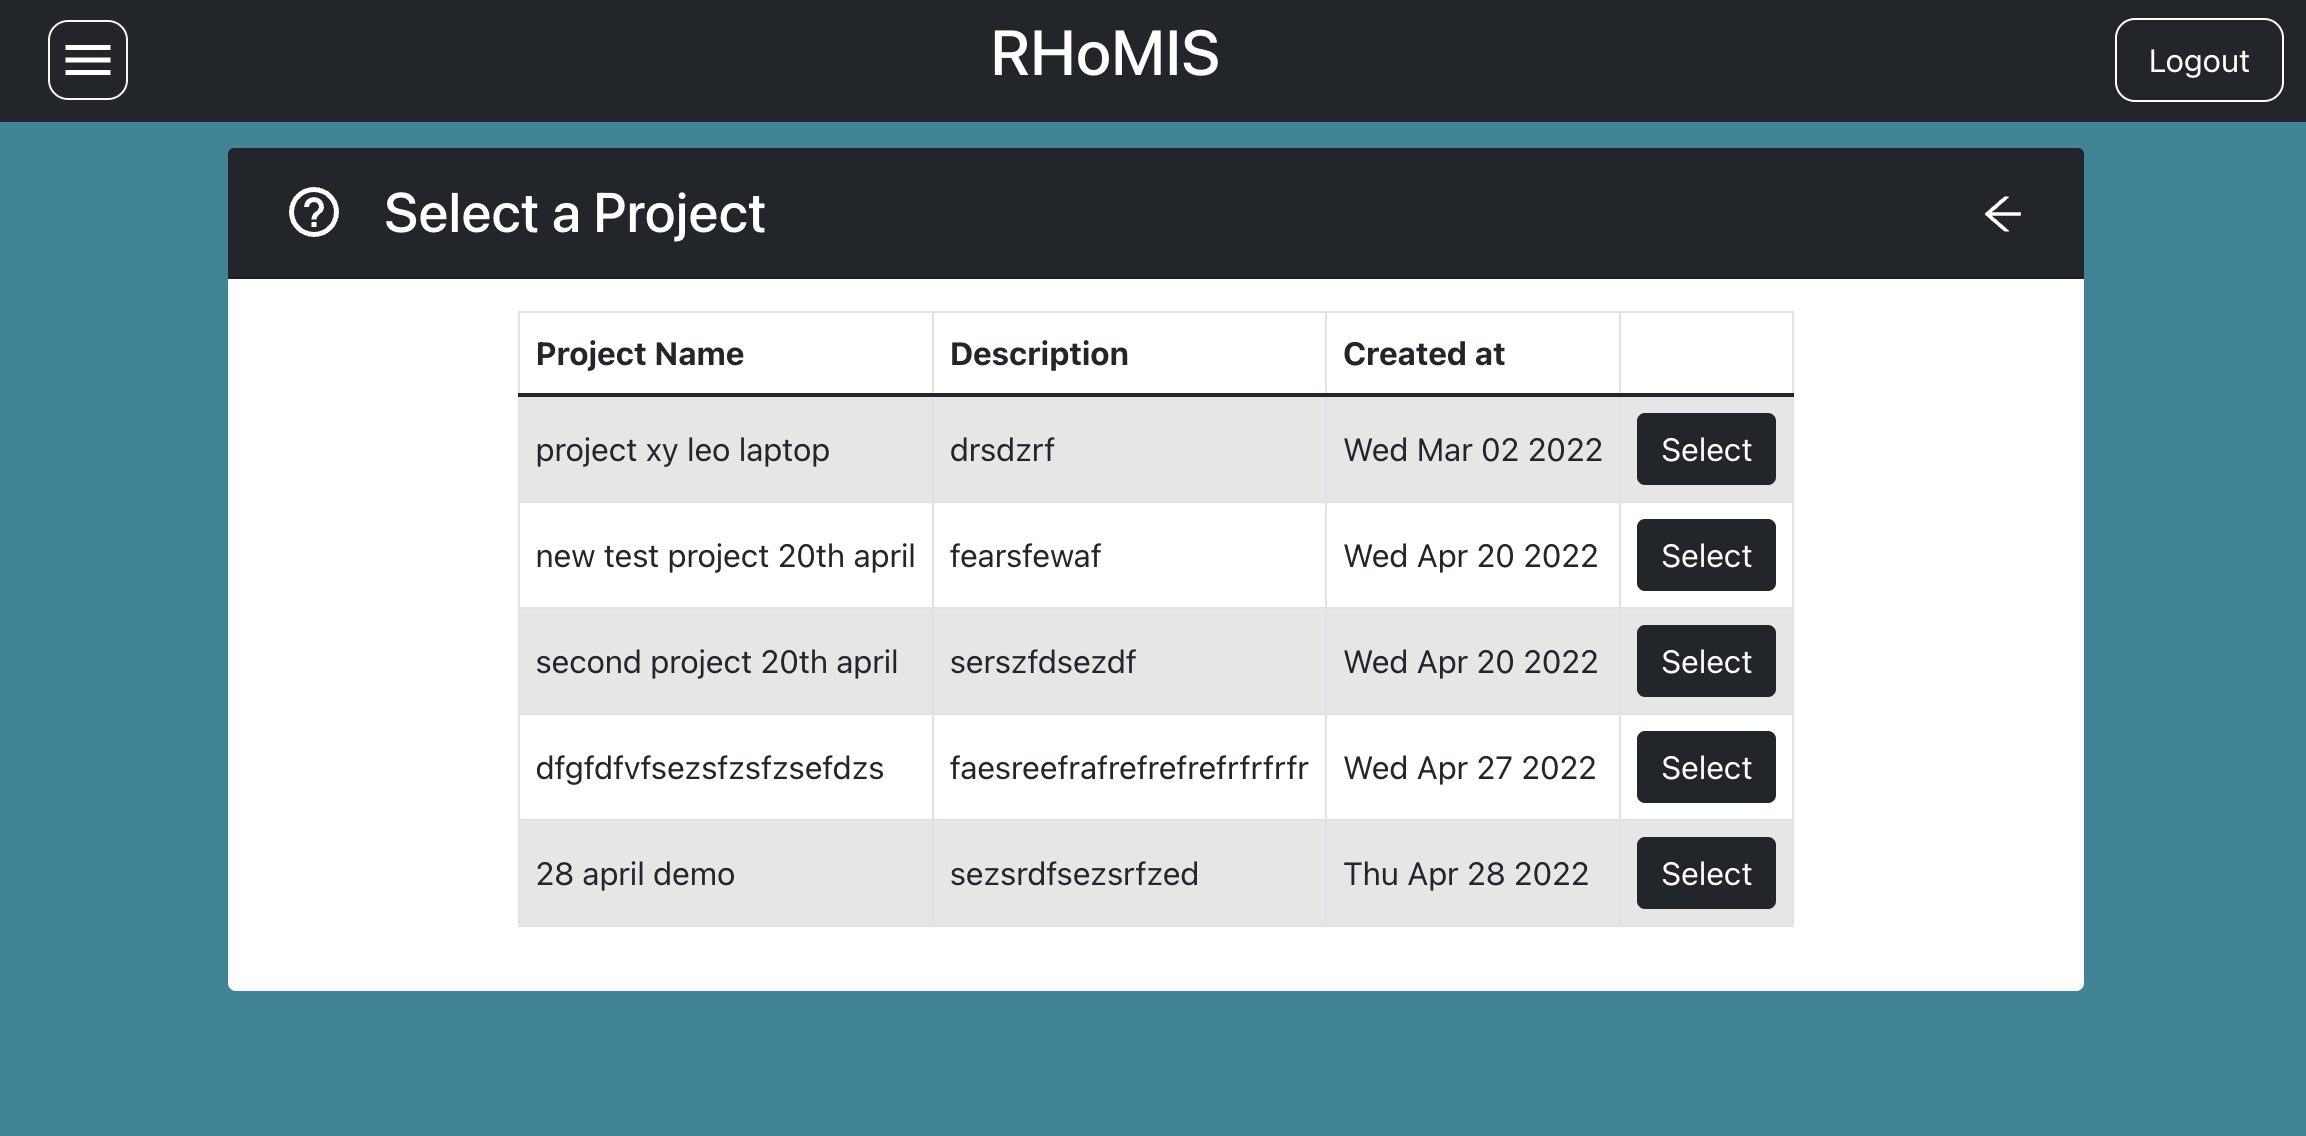 RHoMIS
Logout
Select a Project
Project Name Description Created at
project xy leo laptop drsdzrf Wed Mar 02 2022 Select
new test project 20th april fearsfewaf Wed Apr 20 2022 Select
second project 20th april serszfdsezdf Wed Apr 20 2022 Select
dfgfdfvfsezsfzsfzsefdzs faesreefrafrefrefrefrfrfrfr Wed Apr 27 2022 Select
28 april demo sezsrdfsezsrfzed Thu Apr 28 2022 Select